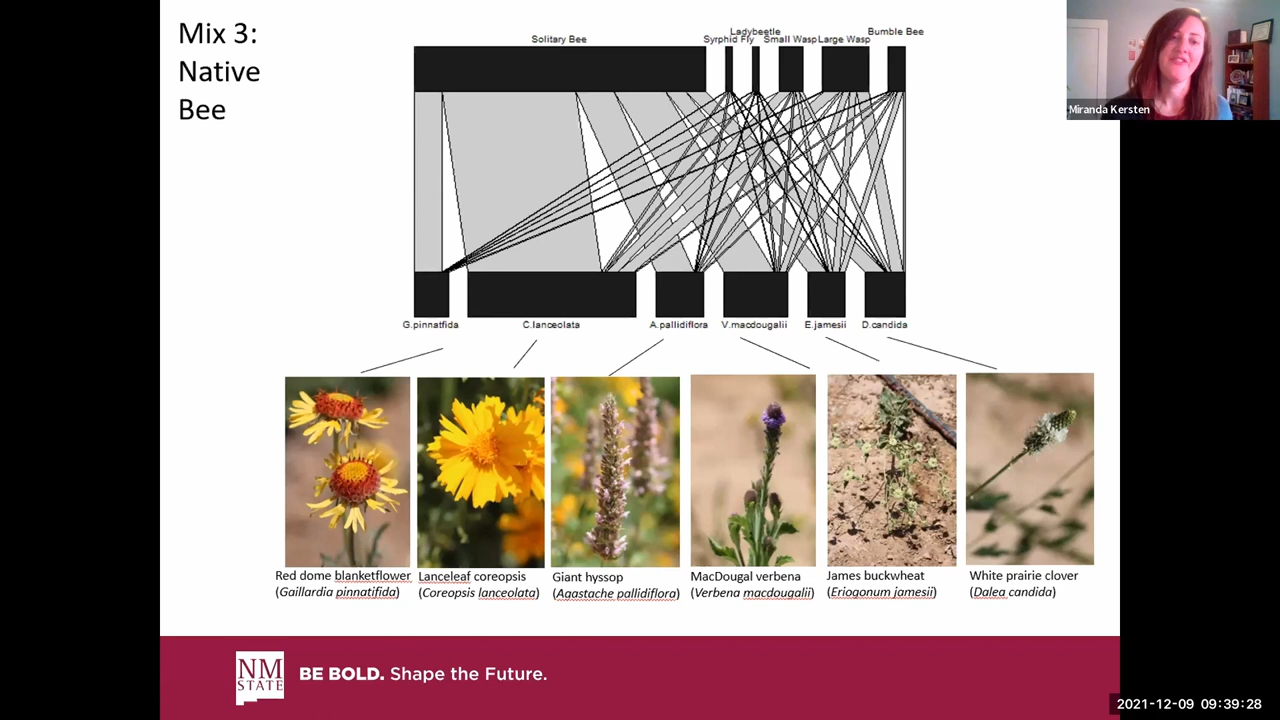 Mix 3:
Native
Bee
Solitary Bee
Syrphid Fly
Ladybeetle
Small Wasp
Large Wasp
Bumble Bee
Miranda Kersten
G.pinnatfida
C.lanceolata
A.pallidiflora
V.macdougalii
E.jamesii
D.candida
Red dome blanketflower
(Gaillardia pinnatifida)
Lanceleaf coreopsis
(Coreopsis lanceolata)
Giant hyssop
(Agastache pallidiflora)
MacDougal verbena
(Verbena macdougalii)
James buckwheat
(Eriogonum jamesii)
White prairie clover
(Dalea candida)
NM
STATE
BE BOLD. Shape the Future.
2021-12-09 09:39:28